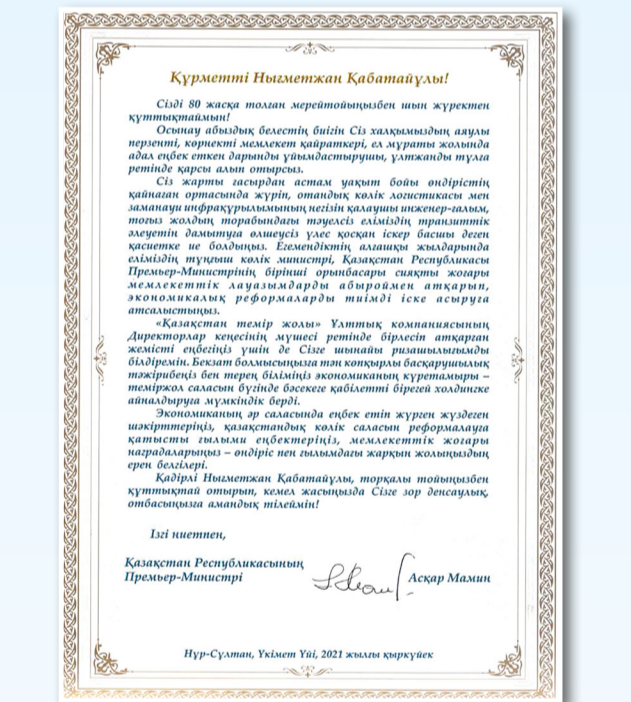 Құрметті Нығметжан Қабатайұлы!
Сізді 80 жасқа толған мерейтойыңызбен шын жүректен
құттықтаймын!
Осынау абыздық белестің биігін Сіз халқымыздың аяулы
перзенті, көрнекті мемлекет қайраткері, ел мұраты жолында
адал еңбек еткен дарынды ұйымдастырушы, ұлтжанды тұлға
ретінде қарсы алып отырсыз.
Сіз жарты ғасырдан астам уақыт бойы өндірістің
қайнаған ортасында жүріп, отандық көлік логистикасы мен
заманауи инфрақұрылымының негізін қалаушы инженер-ғалым,
тоғыз жолдың торабындағы тәуелсіз еліміздің транзиттік
әлеуетін дамытуға өлшеусіз үлес қосқан іскер басшы деген
қасиетке ие болдыңыз. Егемендіктің алғашқы жылдарында
еліміздің тұңғыш көлік министрі, Қазақстан Республикасы
Премьер-Министрінің бірінші орынбасары сияқты жоғары
мемлекеттік лауазымдарды абыроймен атқарып,
экономикалық реформаларды тиімді іске асыруға
атсалыстыңыз.
«Қазақстан темір жолы» Ұлттық компаниясының
Директорлар кеңесінің мүшесі ретінде бірлесіп атқарған
жемісті еңбегіңіз үшін де Сізге шынайы ризашылығымды
білдіремін. Бекзат болмысыңызға тән көпқырлы басқарушылық
тәжірибеңіз бен терең біліміңіз экономиканың күретамыры –
теміржол саласын бүгінде бәсекеге қабілетті бірегей холдингке
айналдыруға мүмкіндік берді.
Экономиканың әр саласында еңбек етіп жүрген жүздеген
шәкірттеріңіз, қазақстандық көлік саласын реформалауға
қатысты ғылыми еңбектеріңіз, мемлекеттік жоғары
наградаларыңыз – өндіріс пен ғылымдағы жарқын жолыңыздың
ерен белгілері.
Қадірлі Нығметжан Қабатайұлы, торқалы тойыңызбен
құттықтай отырып, кемел жасыңызда Сізге зор денсаулық,
отбасыңызға амандық тілеймін!
Ізгі ниетпен,
Қазақстан Республикасының
Премьер-Министрі Асқар Мамин
Нұр-Сұлтан, Үкімет Үйі, 2021 жылғы қыркүйек